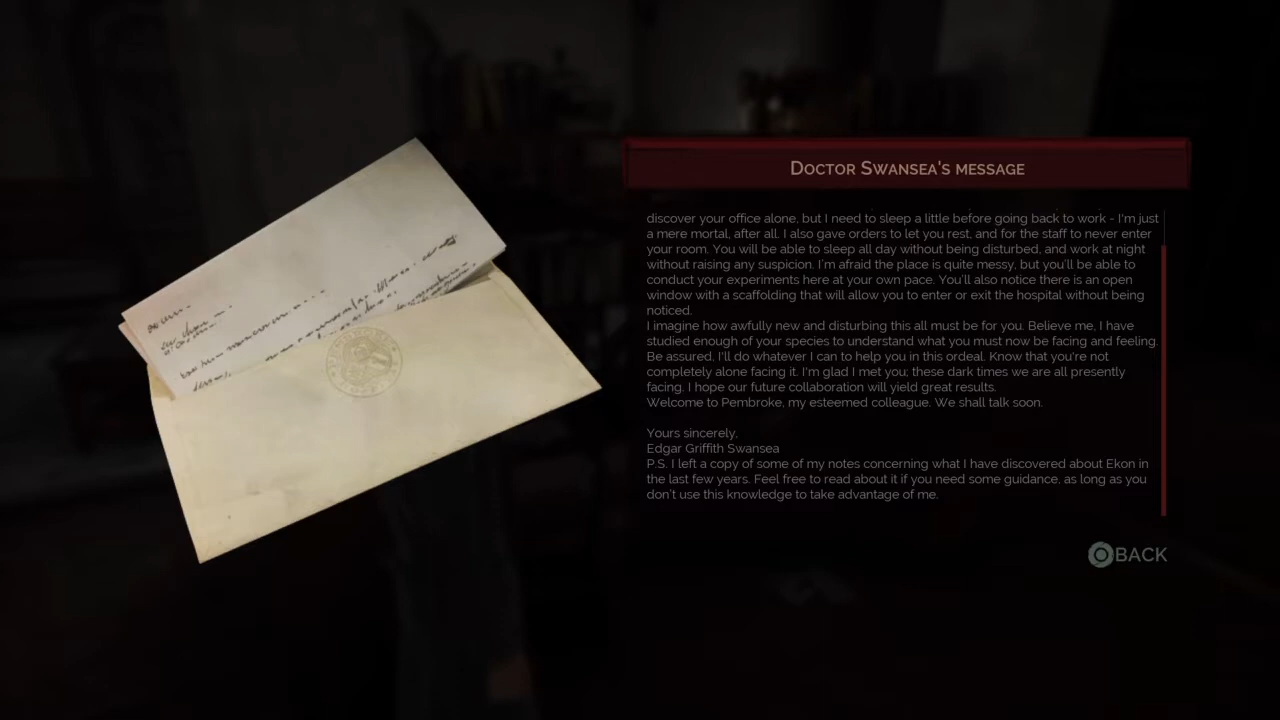 Doctor Swansea's message
discover your office alone, but I need to sleep a little before going back to work - I'm just
a mere mortal, after all. I also gave orders to let you rest, and for the staff to never enter
your room. You will be able to sleep all day without being disturbed, and work at night
without raising any suspicion. I'm afraid the place is quite messy, but you'll be able to
conduct your experiments here at your own pace. You'll also notice there is an open
window with a scaffolding that will allow you to enter or exit the hospital without being
noticed.
I imagine how awfully new and disturbing this all must be for you. Believe me, I have
studied enough of your species to understand what you must now be facing and feeling.
Be assured, I'll do whatever I can to help you in this ordeal. Know that you're not
completely alone facing it. I'm glad I met you; these dark times we are all presently
facing. I hope our future collaboration will yield great results.
Welcome to Pembroke, my esteemed colleague. We shall talk soon.
Yours sincerely,
Edgar Griffith Swansea
P.S. I left a copy of some of my notes concerning what I have discovered about Ekon in
the last few years. Feel free to read about it if you need some guidance, as long as you
don't use this knowledge to take advantage of me.
BACK